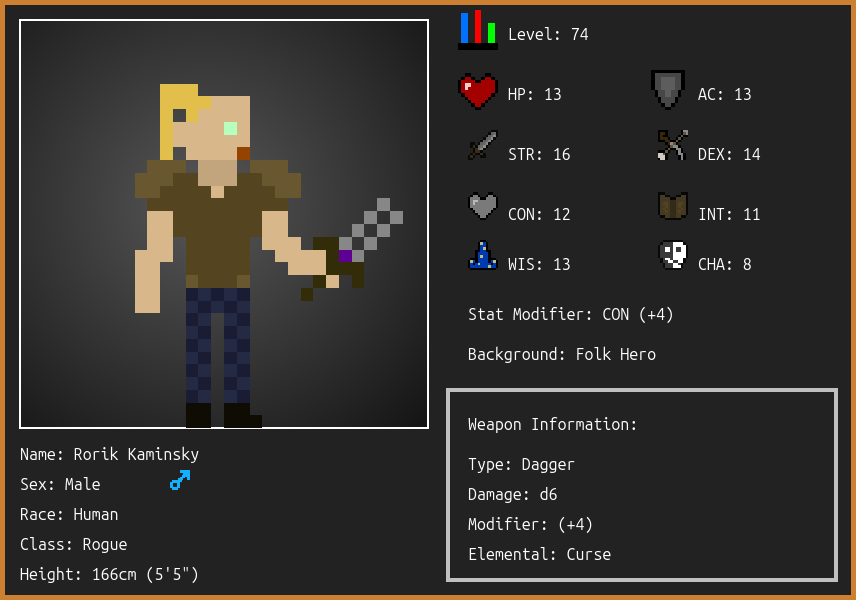 Level: 74
HP: 13
AC: 13
STR: 16
DEX: 14
CON: 12
INT: 11
WIS: 13
CHA: 8
Stat Modifier: CON (+4)
Background: Folk Hero
Weapon Information:
Type: Dagger
Damage: d6
Modifier: (+4)
Elemental: Curse
Name: Rorik Kaminsky
Sex: Male
Race: Human
Class: Rogue
Height: 166cm (5'5")